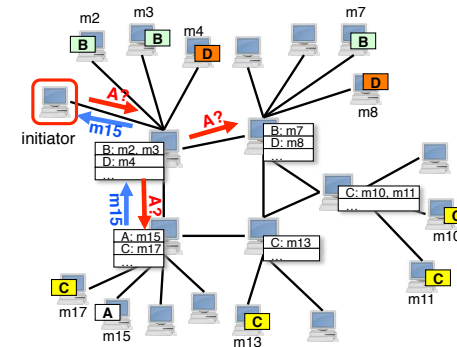 m2
m3
m4
m7
B
B
D
B
D
m8
A?
m15
A?
initiator
B: m2, m3
D: m4
...
B: m7
D: m8
...
m15
A?
C: m10, m11
...
C
m10
A: m15
C: m17
...
C: m13
...
C
m11
C
m17
A
m15
C
m13